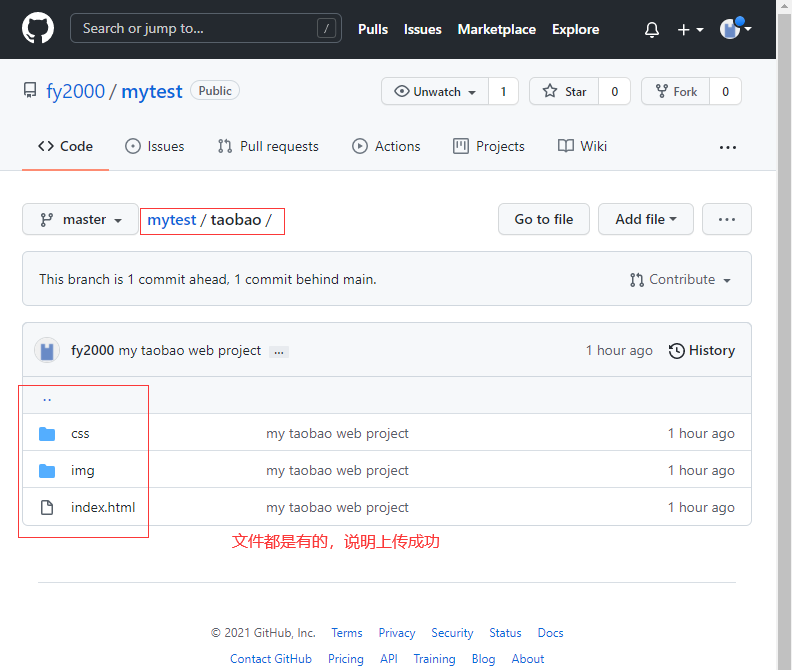 Search or jump to... / Pulls Issues Marketplace Explore
fy2000 / mytest Public Unwatch 1 Star 0 Fork 0
Code Issues Pull requests Actions Projects Wiki ...
master mytest / taobao / Go to file Add file ...
This branch is 1 commit ahead, 1 commit behind main. Contribute
fy2000 my taobao web project ... 1 hour ago History
..
css my taobao web project 1 hour ago
img my taobao web project 1 hour ago
index.html my taobao web project 1 hour ago
文件都是有的，说明上传成功
© 2021 GitHub, Inc. Terms Privacy Security Status Docs
Contact GitHub Pricing API Training Blog About